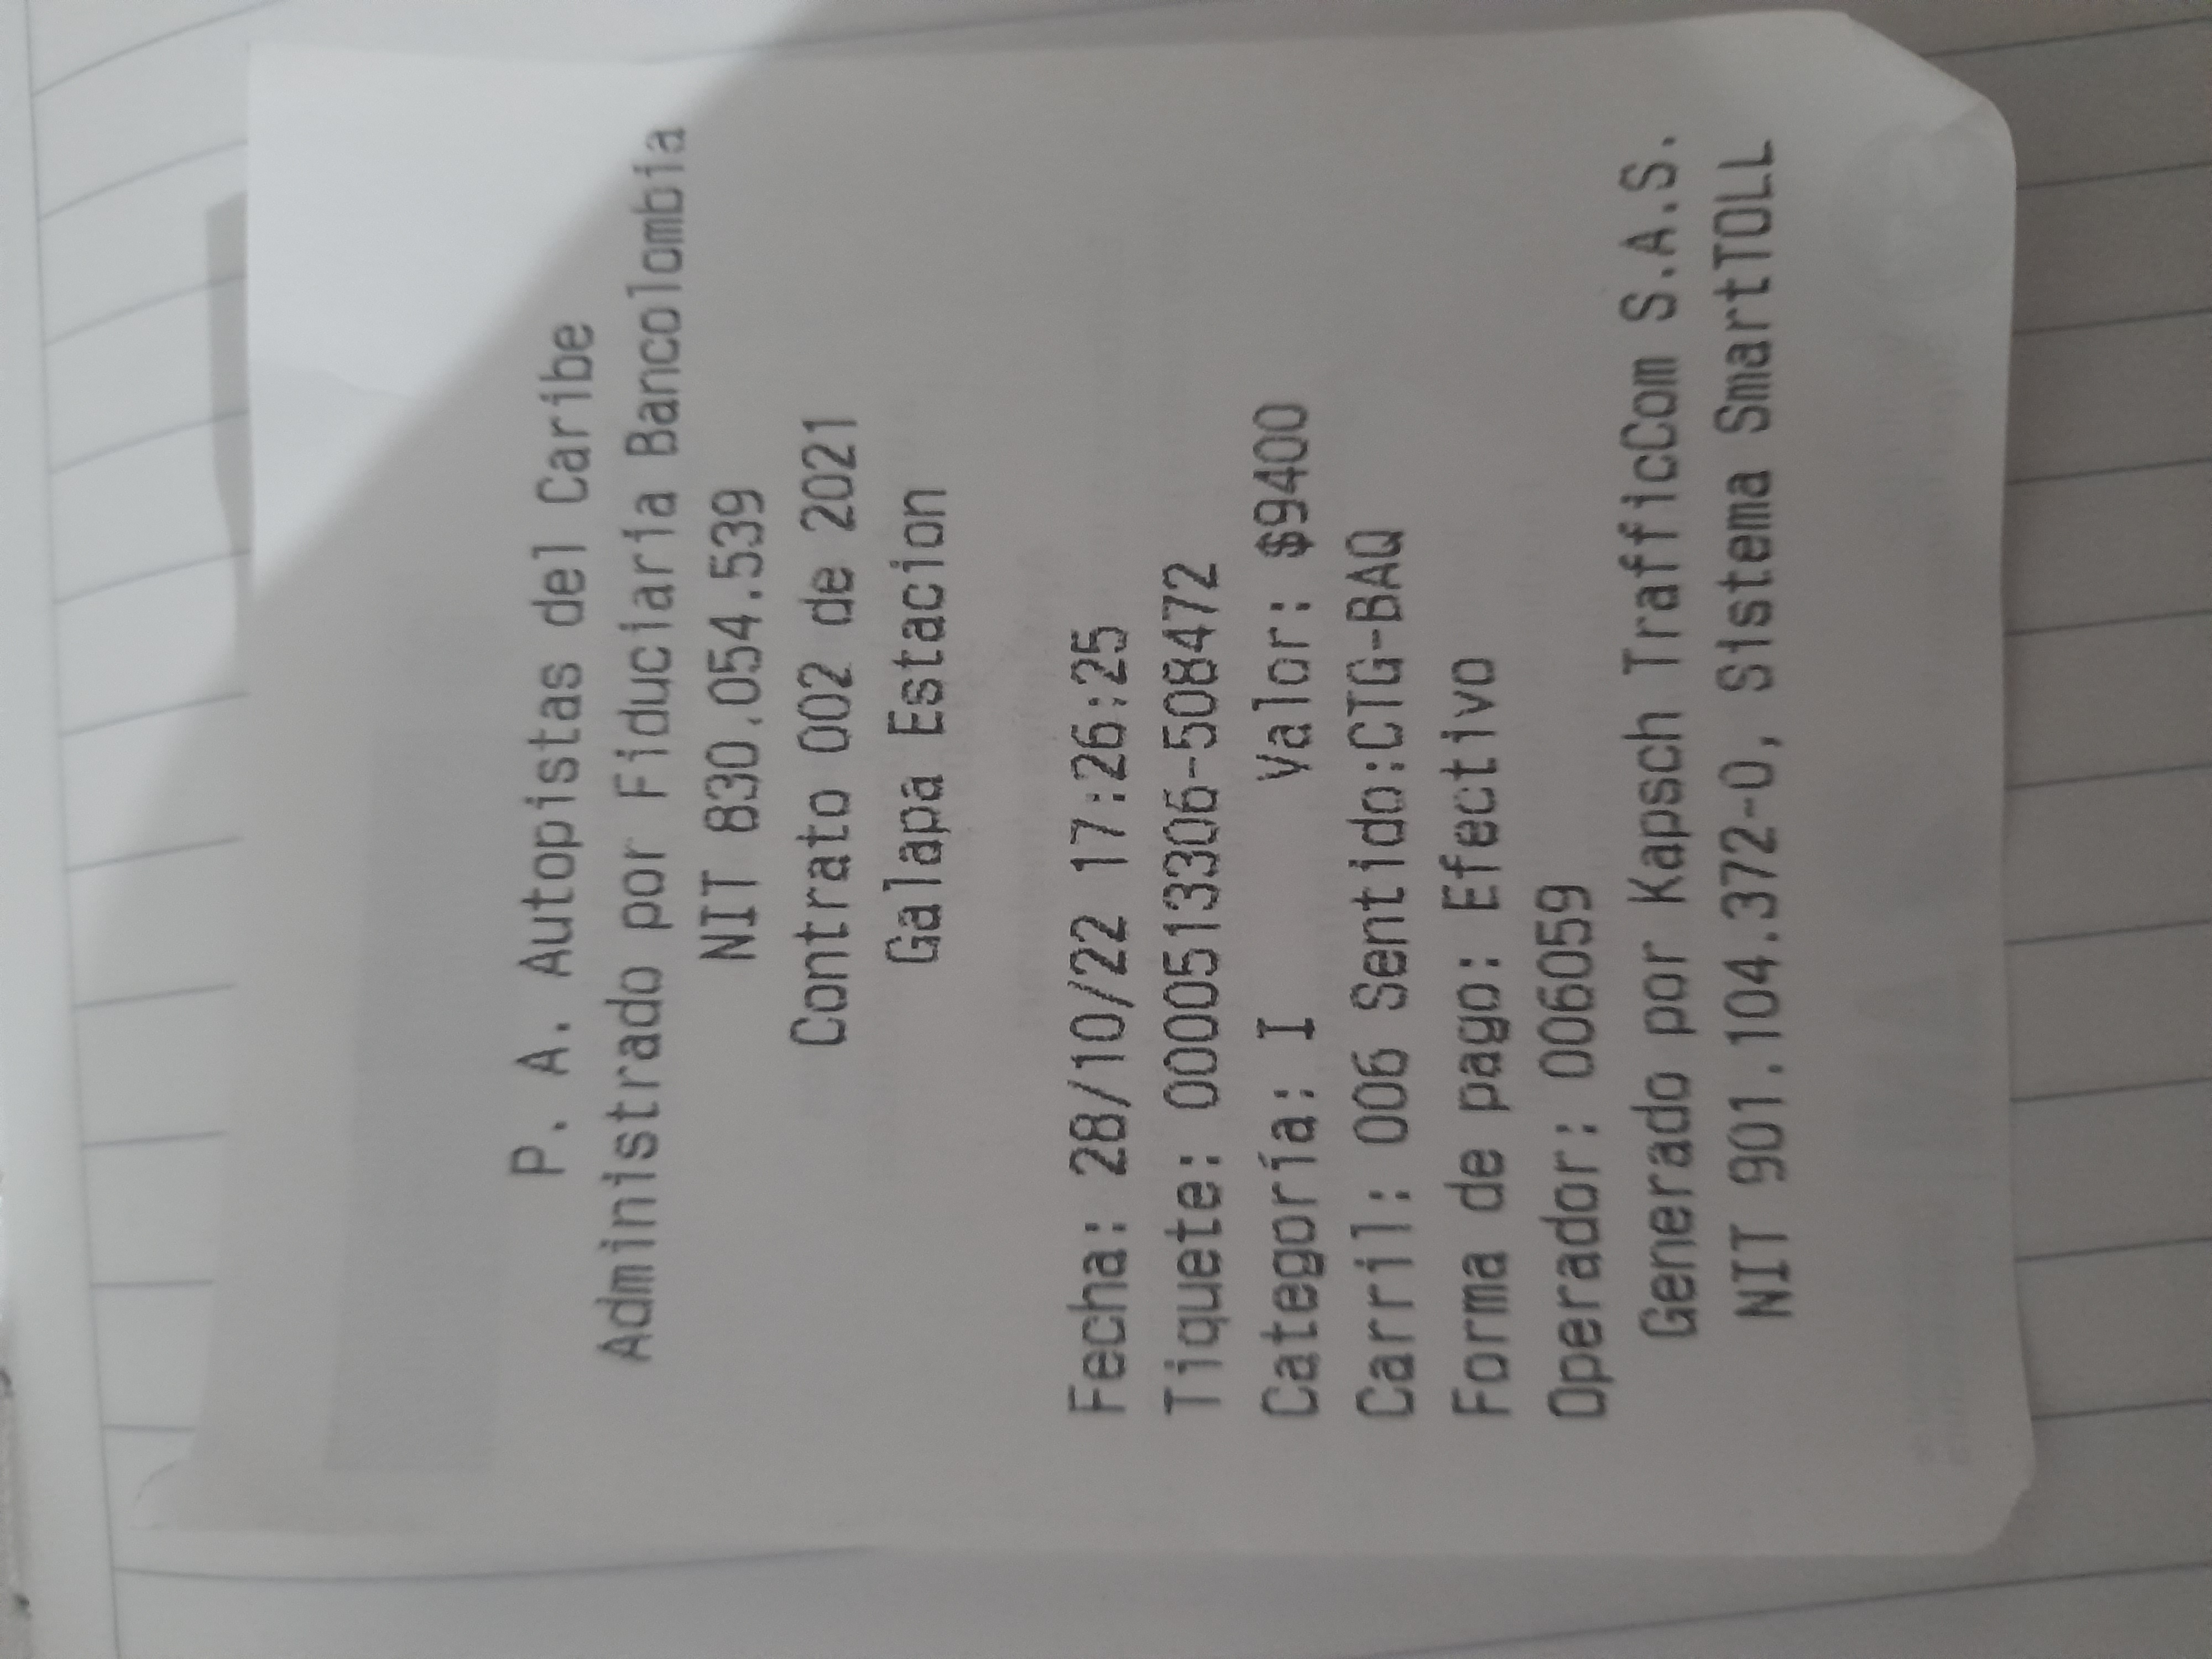 P. A. Autopistas del Caribe
Administrado por Fiduciaria Bancolombia
NIT 830.054.539
Contrato 002 de 2021
Galapa Estacion
Fecha: 28/10/22 17:26:25
Tiquete: 000513306-508472
Categoría: I Valor: $9400
Carril: 006 Sentido:CTG-BAQ
Forma de pago: Efectivo
Operador: 006059
Generado por Kapsch TrafficCom S.A.S.
NIT 901.104.372-0, Sistema SmartTOLL